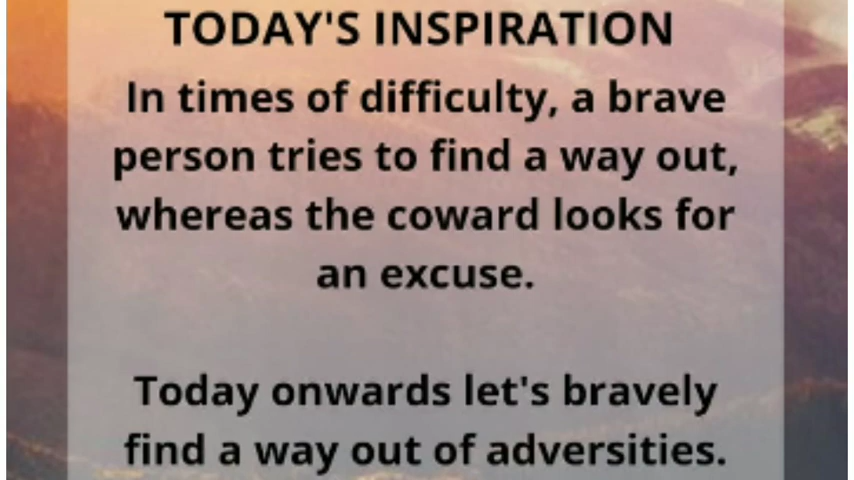 TODAY'S INSPIRATION
In times of difficulty, a brave
person tries to find a way out,
whereas the coward looks for
an excuse.
Today onwards let's bravely
find a way out of adversities.